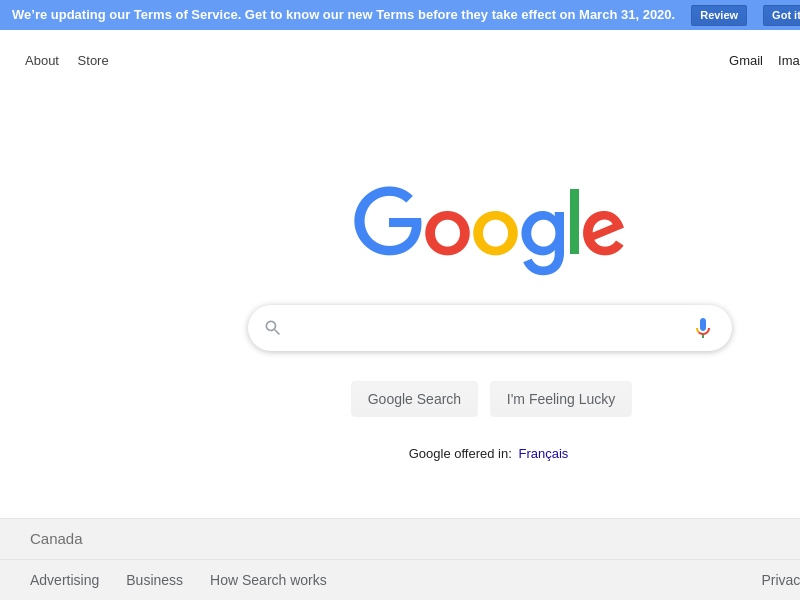 We're updating our Terms of Service. Get to know our new Terms before they take effect on March 31, 2020. Review Got it
About Store Gmail
Google
Google Search I'm Feeling Lucky
Google offered in: Français
Canada
Advertising Business How Search works